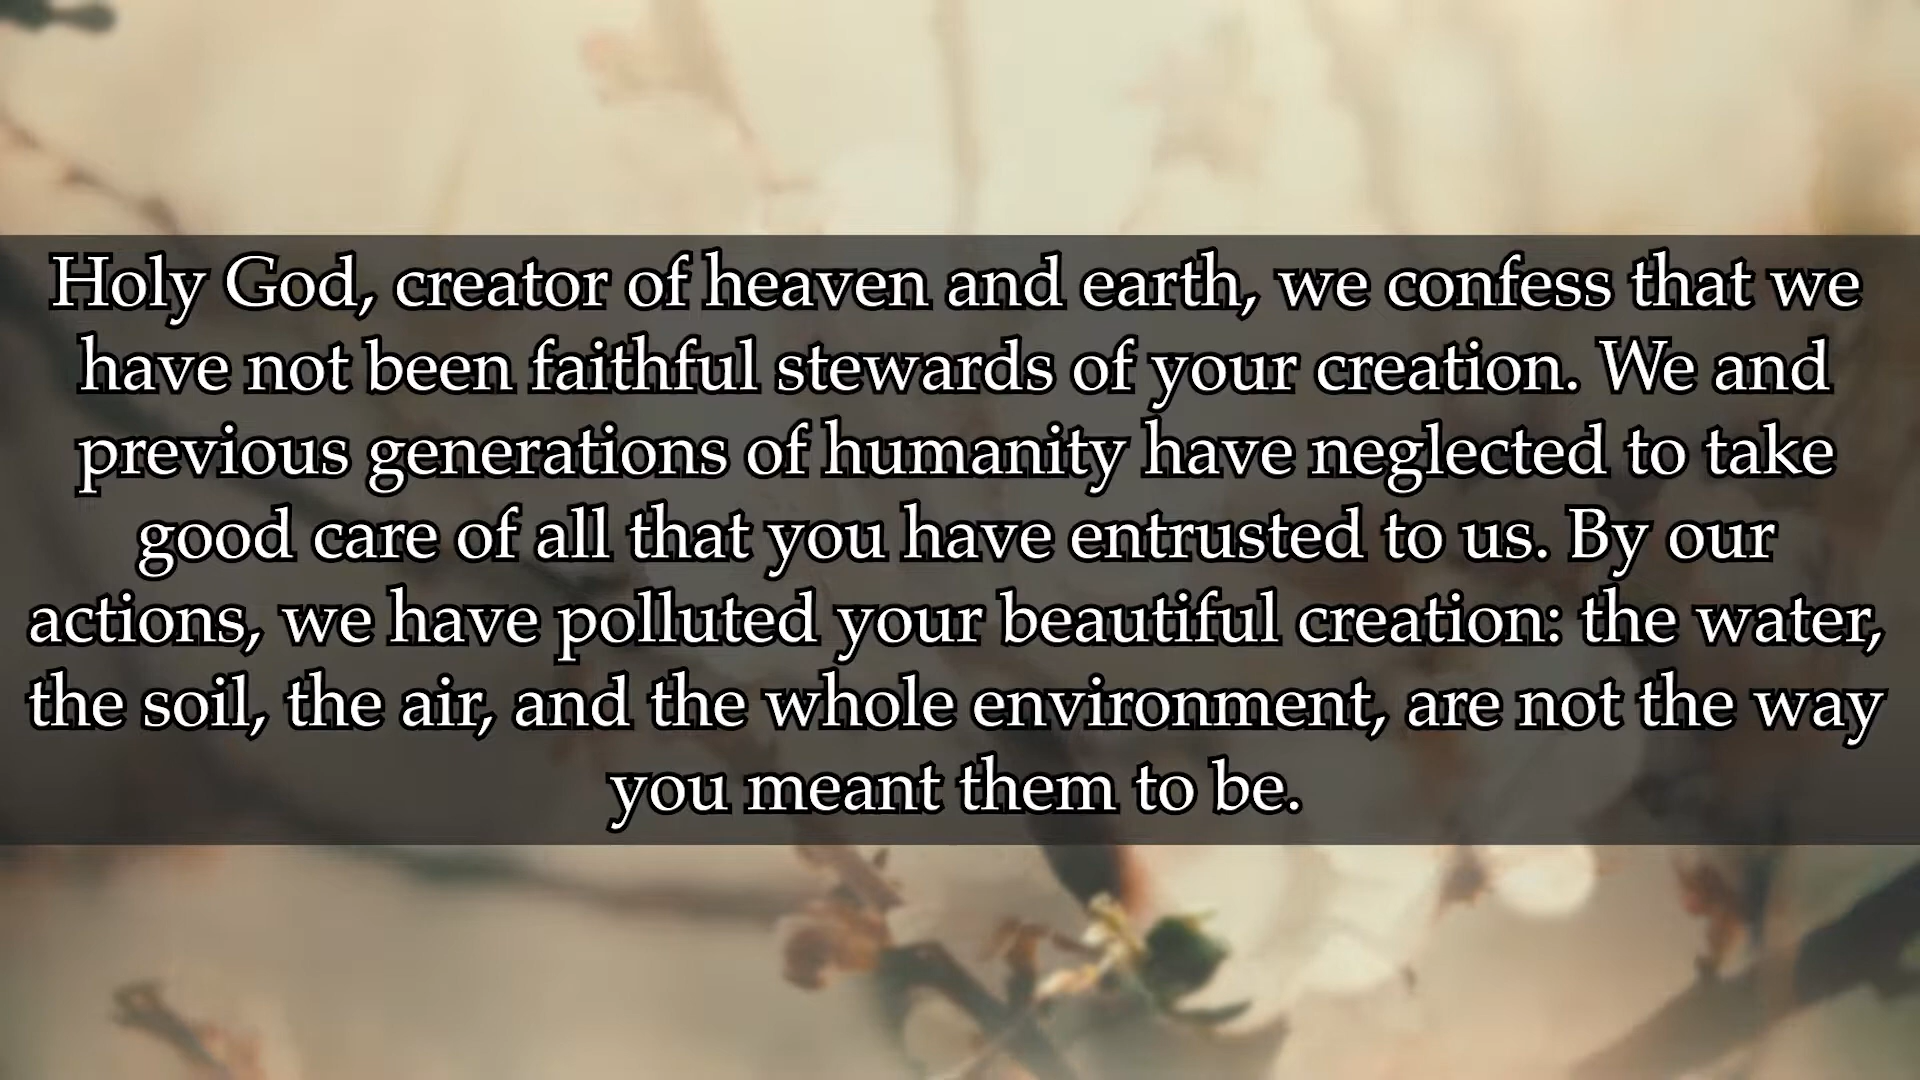 Holy God, creator of heaven and earth, we confess that we
have not been faithful stewards of your creation. We and
previous generations of humanity have neglected to take
good care of all that you have entrusted to us. By our
actions, we have polluted your beautiful creation: the water,
the soil, the air, and the whole environment, are not the way
you meant them to be.